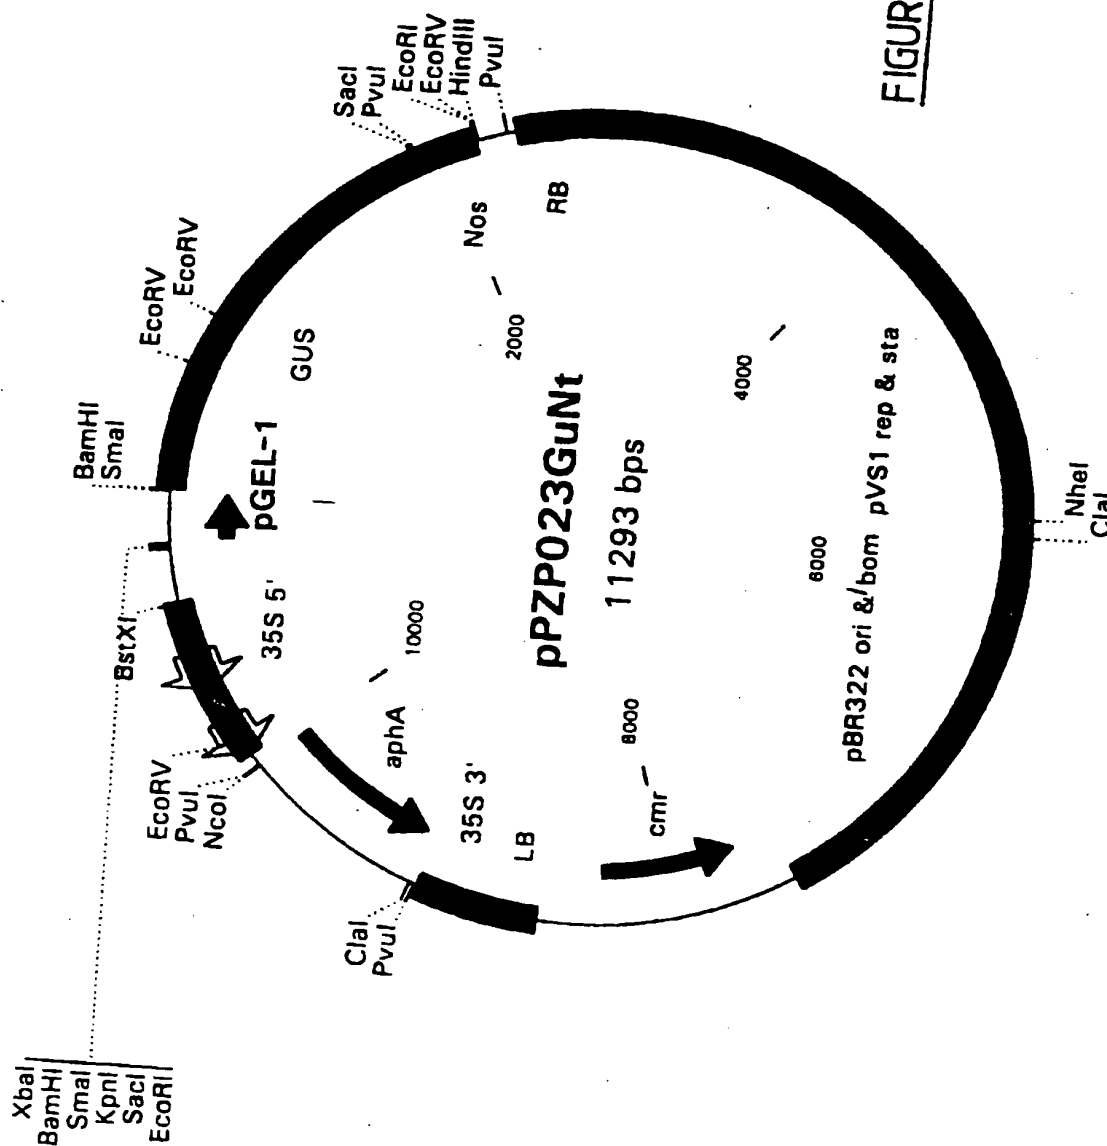 FIGUR
SacI
PvuI
EcoRI
EcoRV
HindIII
PvuI
EcoRV
EcoRV
BamHI
SmaI
BstXI
EcoRV
PvuI
NcoI
ClaI
PvuI
XbaI
BamHI
SmaI
KpnI
SacI
EcoRI
NheI
ClaI
Nos
RB
GUS
pGEL-1
35S 5'
aphA
35S 3'
LB
cmr
pBR322 ori & bom pVS1 rep & sta
2000
4000
6000
8000
10000
pPZP023GuNt
11293 bps